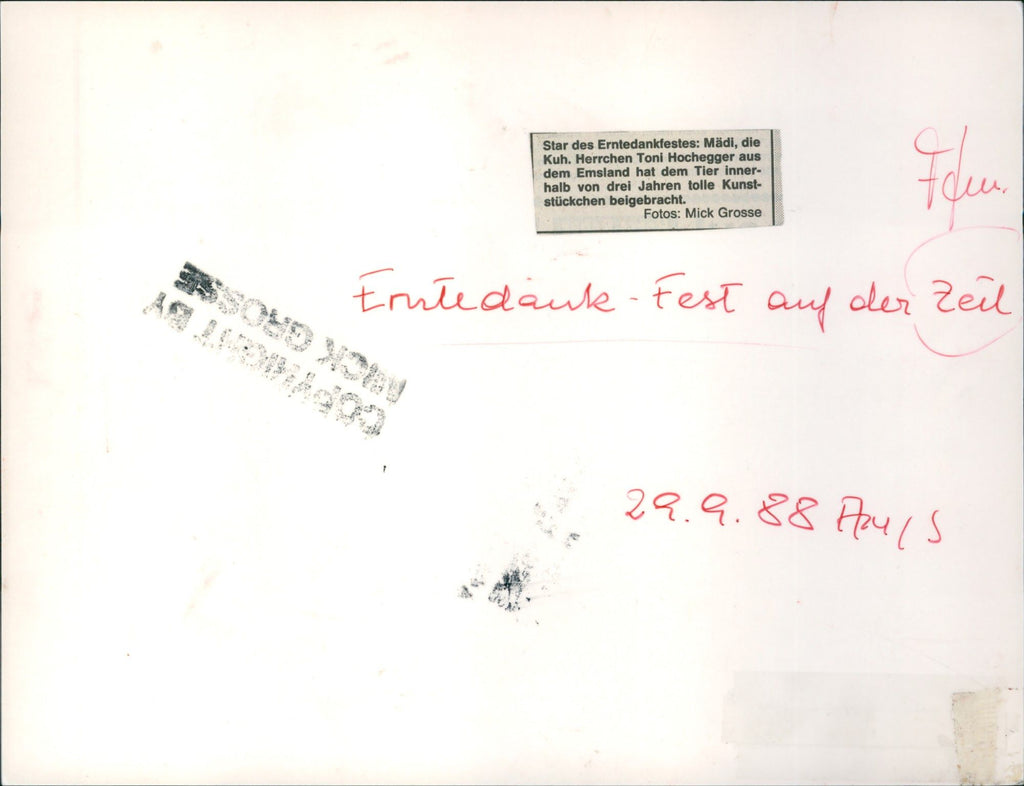 Star des Erntedankfestes: Mädi, die
Kuh. Herrchen Toni Hochegger aus
dem Emsland hat dem Tier inner-
halb von drei Jahren tolle Kunst-
stückchen beigebracht.
Fotos: Mick Grosse
Erntedank-Fest auf der Zeil
COPYRIGHT BY
MICK GROSSE
29.9.88